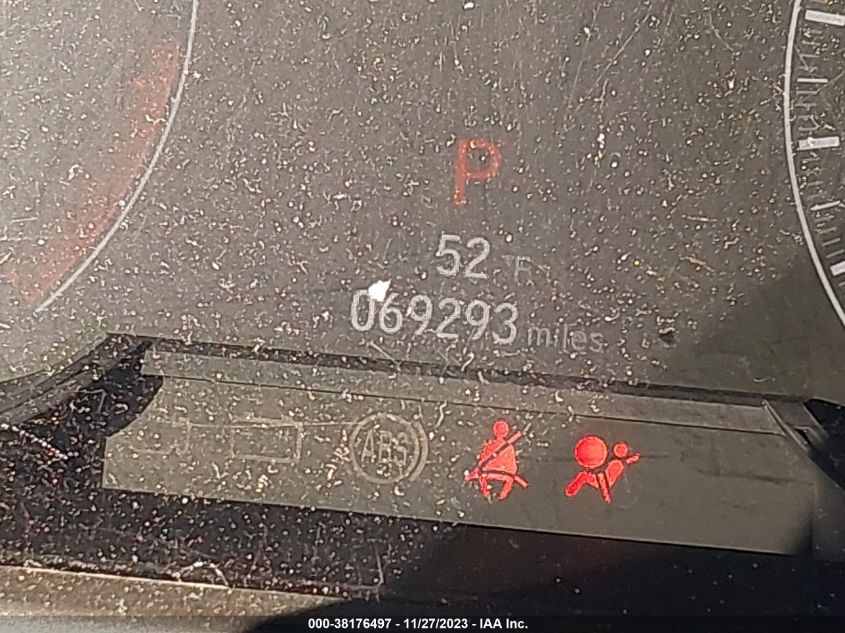 P
52 °F
069293 miles
ABS
000-38176497 - 11/27/2023 - IAA Inc.